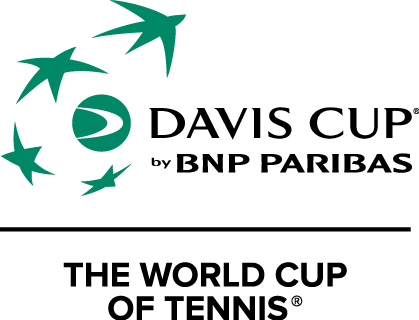 DAVIS CUP®
by BNP PARIBAS
THE WORLD CUP
OF TENNIS®